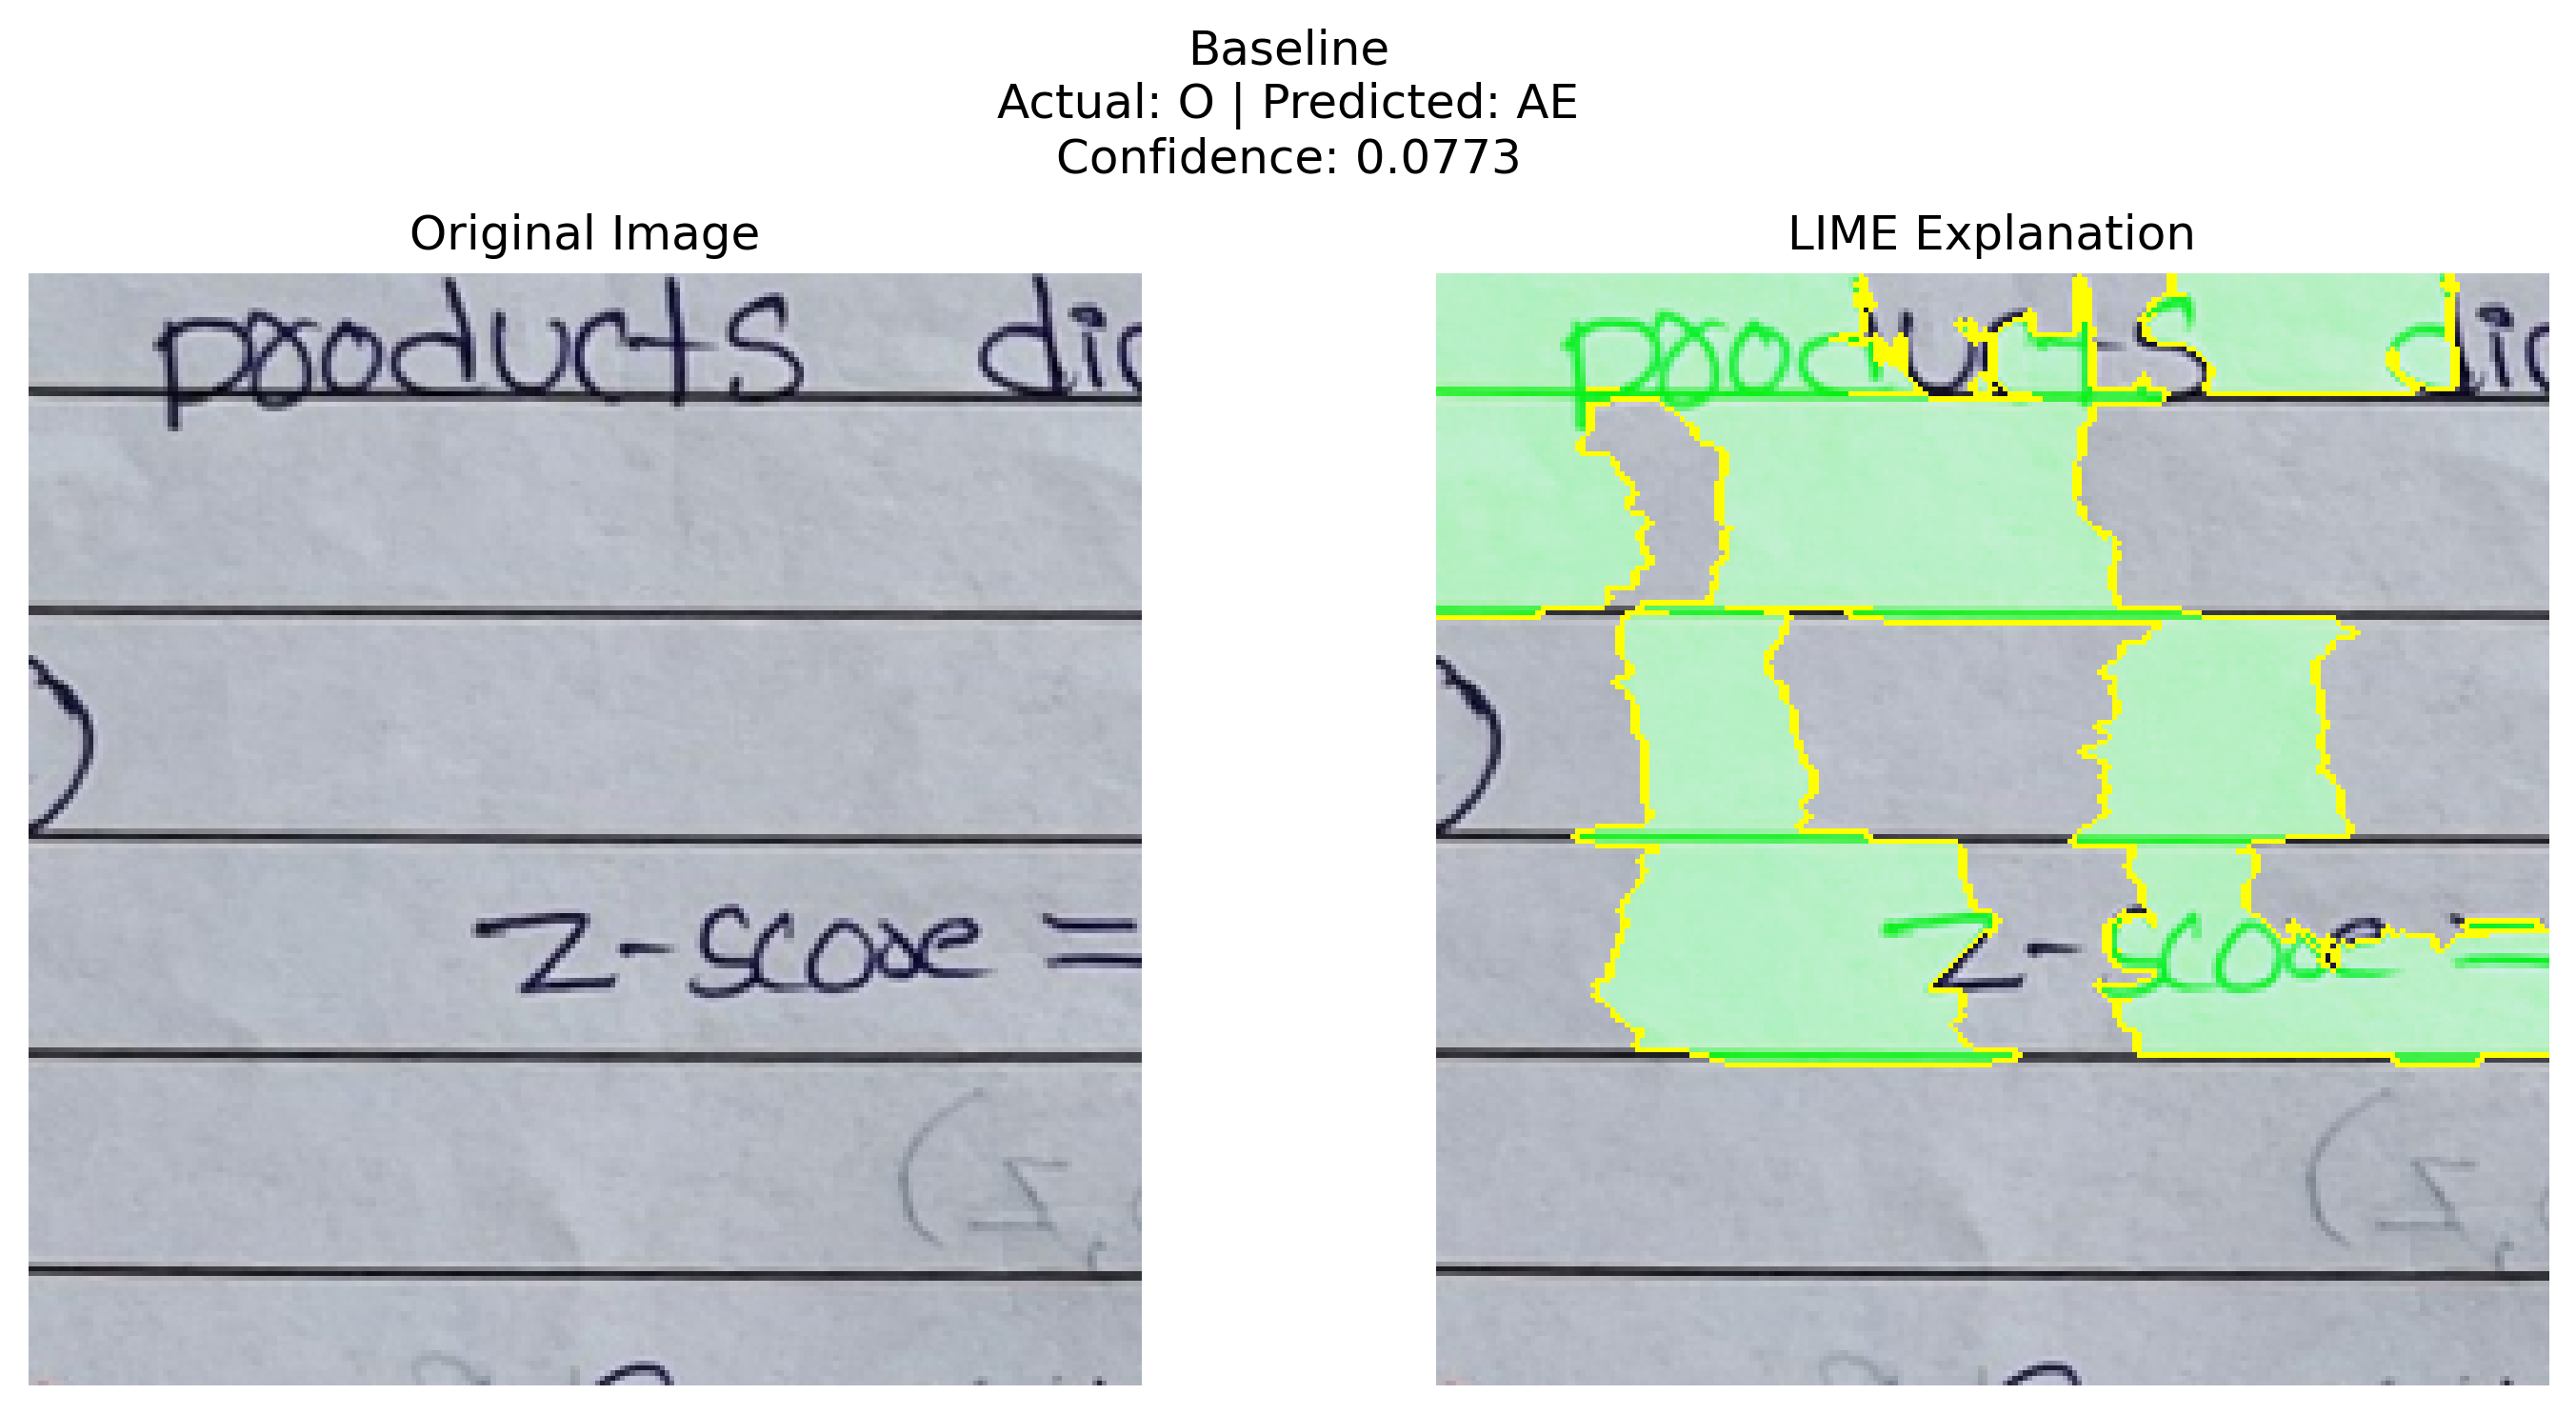 Baseline
Actual: O | Predicted: AE
Confidence: 0.0773
Original Image
products
)
z-score =
LIME Explanation
products
)
z-score =